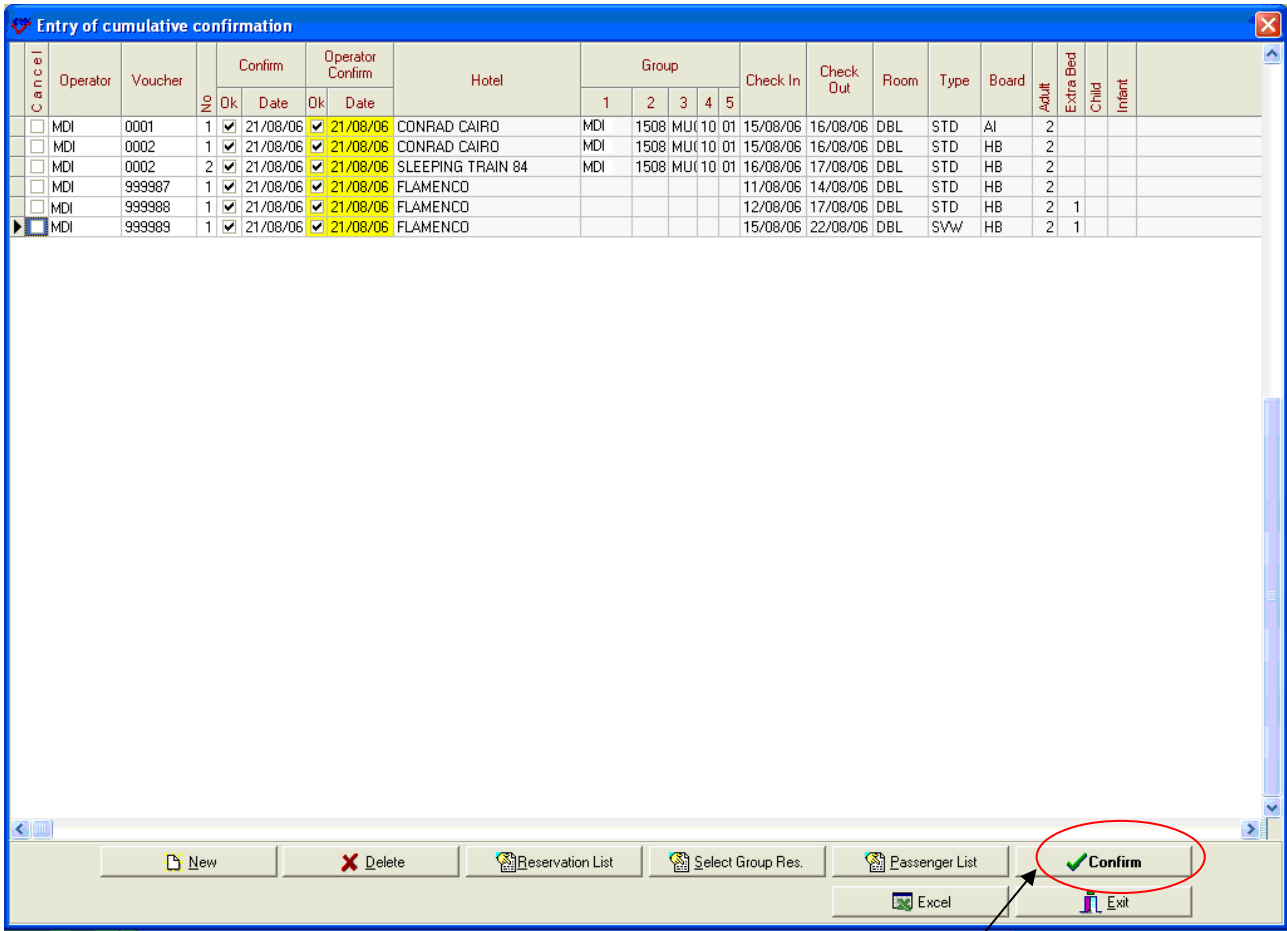 Entry of cumulative confirmation
Cancel Operator Voucher No Confirm Operator Confirm Hotel Group Check In Check Out Room Type Board Adult Extra Bed Child Infant
Ok Date Ok Date 1 2 3 4 5
MDI 0001 1 21/08/06 21/08/06 CONRAD CAIRO MDI 1508 MU( 10 01 15/08/06 16/08/06 DBL STD AI 2
MDI 0002 1 21/08/06 21/08/06 CONRAD CAIRO MDI 1508 MU( 10 01 15/08/06 16/08/06 DBL STD HB 2
MDI 0002 2 21/08/06 21/08/06 SLEEPING TRAIN 84 MDI 1508 MU( 10 01 16/08/06 17/08/06 DBL STD HB 2
MDI 999987 1 21/08/06 21/08/06 FLAMENCO 11/08/06 14/08/06 DBL STD HB 2
MDI 999988 1 21/08/06 21/08/06 FLAMENCO 12/08/06 17/08/06 DBL STD HB 2 1
MDI 999989 1 21/08/06 21/08/06 FLAMENCO 15/08/06 22/08/06 DBL SVW HB 2 1
New Delete Reservation List Select Group Res. Passenger List Confirm
Excel Exit